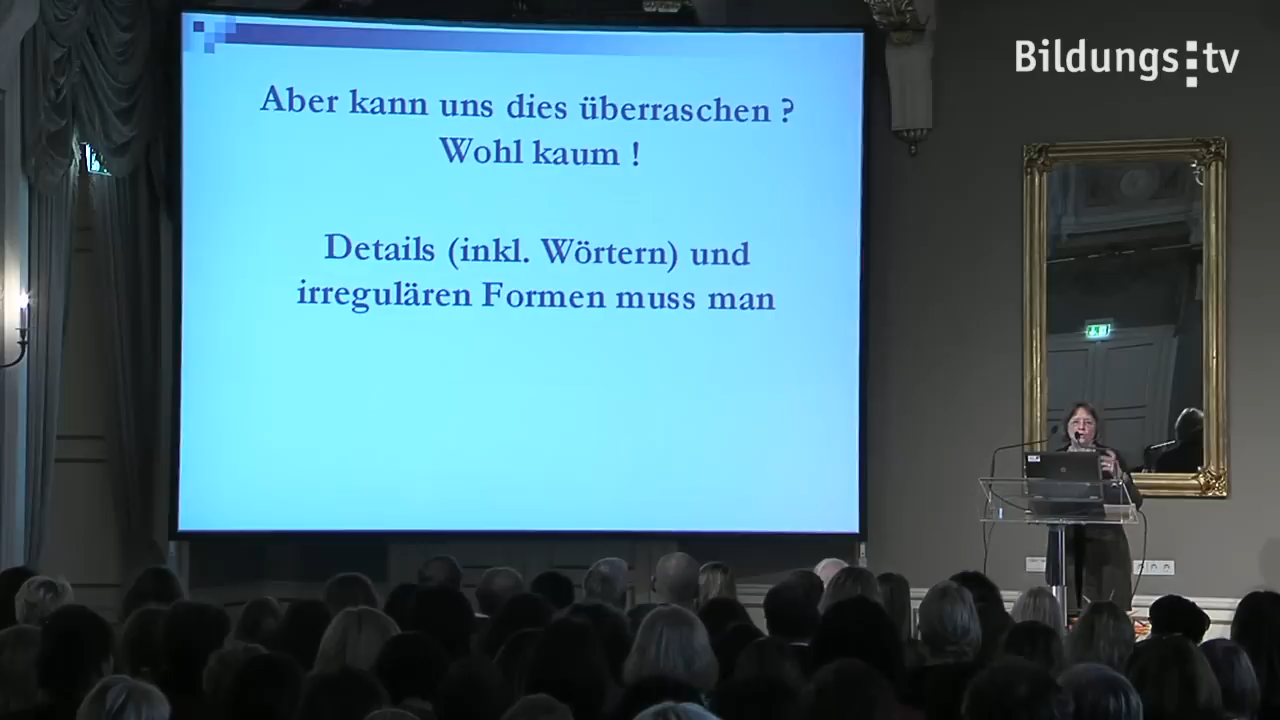 Bildungs:tv
Aber kann uns dies überraschen ?
Wohl kaum !
Details (inkl. Wörtern) und
irregulären Formen muss man